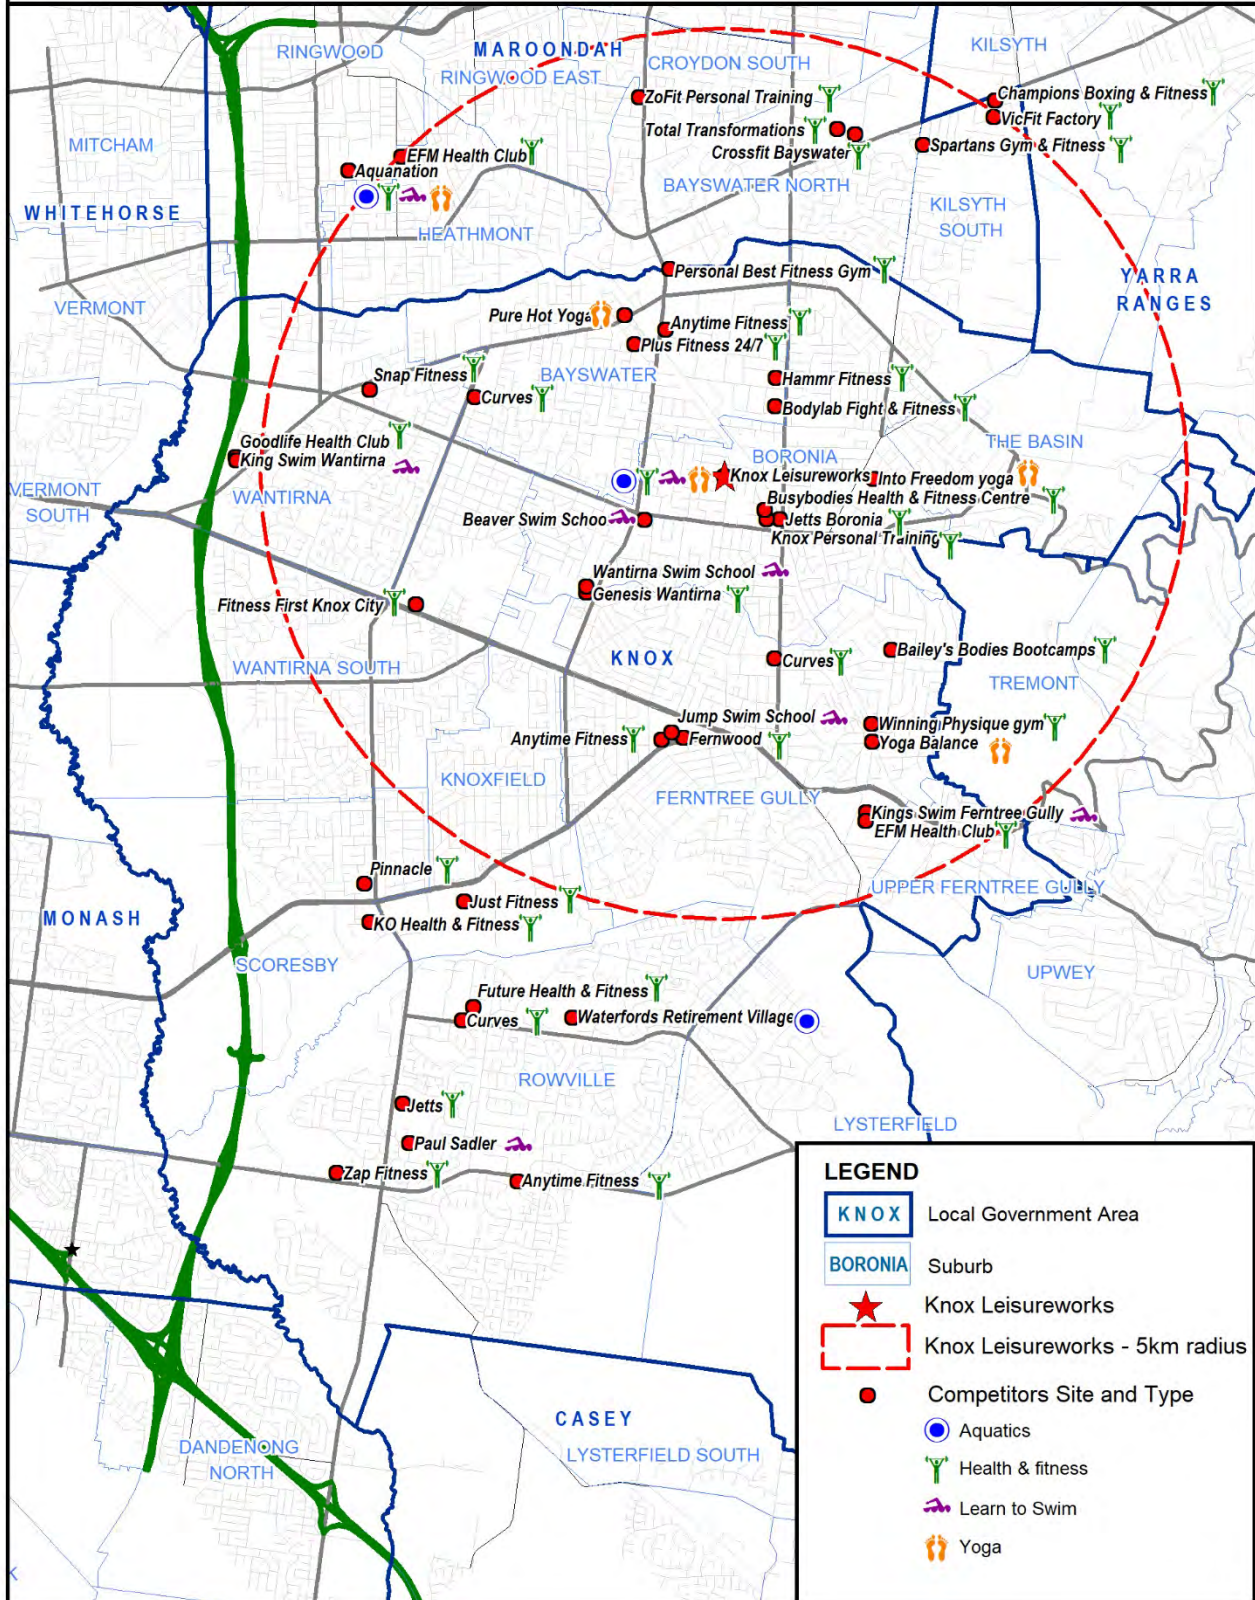 RINGWOOD
MAROONDAH
RINGWOOD EAST
CROYDON SOUTH
KILSYTH
ZoFit Personal Training
Champions Boxing & Fitness
VicFit Factory
Total Transformations
Crossfit Bayswater
Spartans Gym & Fitness
MITCHAM
EFM Health Club
Aquanation
BAYSWATER NORTH
WHITEHORSE
HEATHMONT
KILSYTH
SOUTH
YARRA
RANGES
Personal Best Fitness Gym
VERMONT
Pure Hot Yoga
Anytime Fitness
Plus Fitness 24/7
Snap Fitness
BAYSWATER
Hammr Fitness
Curves
Bodylab Fight & Fitness
Goodlife Health Club
King Swim Wantirna
THE BASIN
BORONIA
Knox Leisureworks
Into Freedom yoga
VERMONT
SOUTH
WANTIRNA
Busybodies Health & Fitness Centre
Beaver Swim Schoo
Jetts Boronia
Knox Personal Training
Wantirna Swim School
Genesis Wantirna
Fitness First Knox City
KNOX
Curves
Bailey's Bodies Bootcamps
WANTIRNA SOUTH
TREMONT
Jump Swim School
Winning Physique gym
Anytime Fitness
Fernwood
Yoga Balance
KNOXFIELD
FERNTREE GULLY
Kings Swim Ferntree Gully
EFM Health Club
Pinnacle
UPPER FERNTREE GULLY
Just Fitness
MONASH
KO Health & Fitness
SCORESBY
UPWEY
Future Health & Fitness
Curves
Waterfords Retirement Village
ROWVILLE
Jetts
LYSTERFIELD
Paul Sadler
Zap Fitness
Anytime Fitness
LEGEND
KNOX Local Government Area
BORONIA Suburb
Knox Leisureworks
Knox Leisureworks - 5km radius
Competitors Site and Type
Aquatics
Health & fitness
Learn to Swim
Yoga
CASEY
DANDENONG
NORTH
LYSTERFIELD SOUTH
K